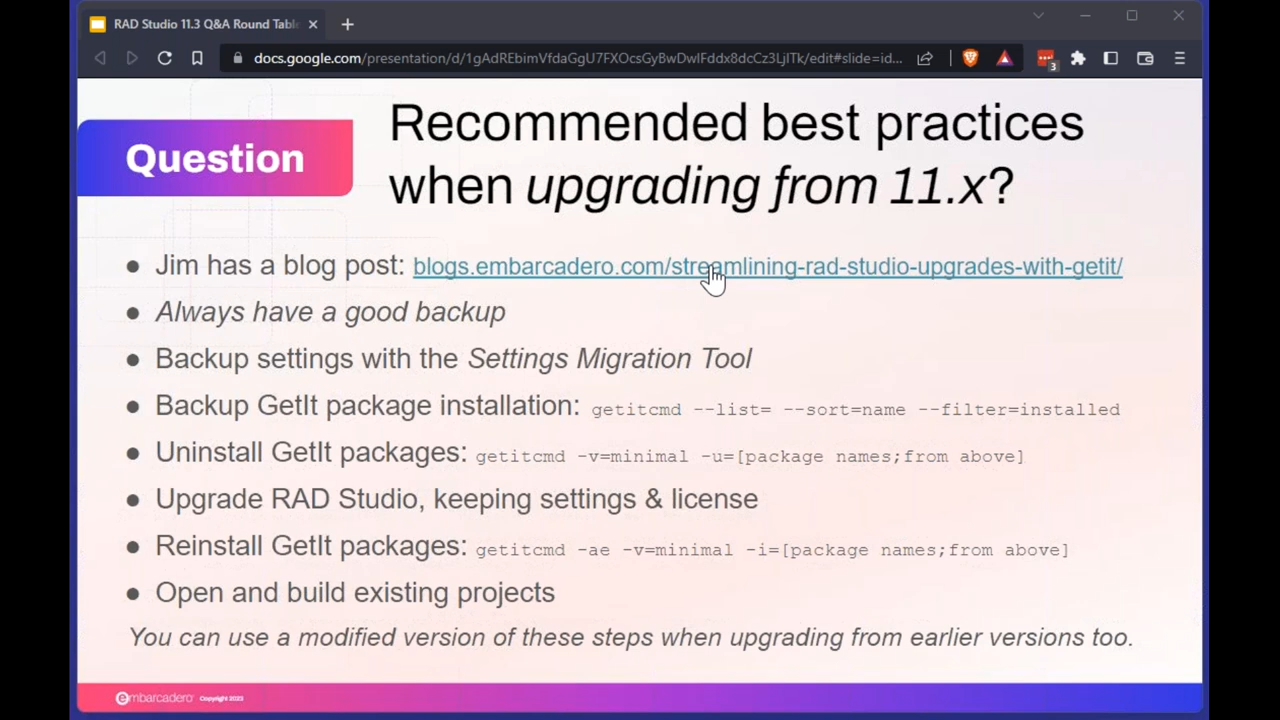 RAD Studio 11.3 Q&A Round Table
docs.google.com/presentation/d/1gAdREbimVfdaGgU7FXOcsGyBwDwIFddx8dcCz3LjITk/edit#slide=id...
3
Question
Recommended best practices
when upgrading from 11.x?
● Jim has a blog post: blogs.embarcadero.com/streamlining-rad-studio-upgrades-with-getit/
● Always have a good backup
● Backup settings with the Settings Migration Tool
● Backup GetIt package installation: getitcmd --list= --sort=name --filter=installed
● Uninstall GetIt packages: getitcmd -v=minimal -u=[package names;from above]
● Upgrade RAD Studio, keeping settings & license
● Reinstall GetIt packages: getitcmd -ae -v=minimal -i=[package names;from above]
● Open and build existing projects
You can use a modified version of these steps when upgrading from earlier versions too.
embarcadero Copyright 2023